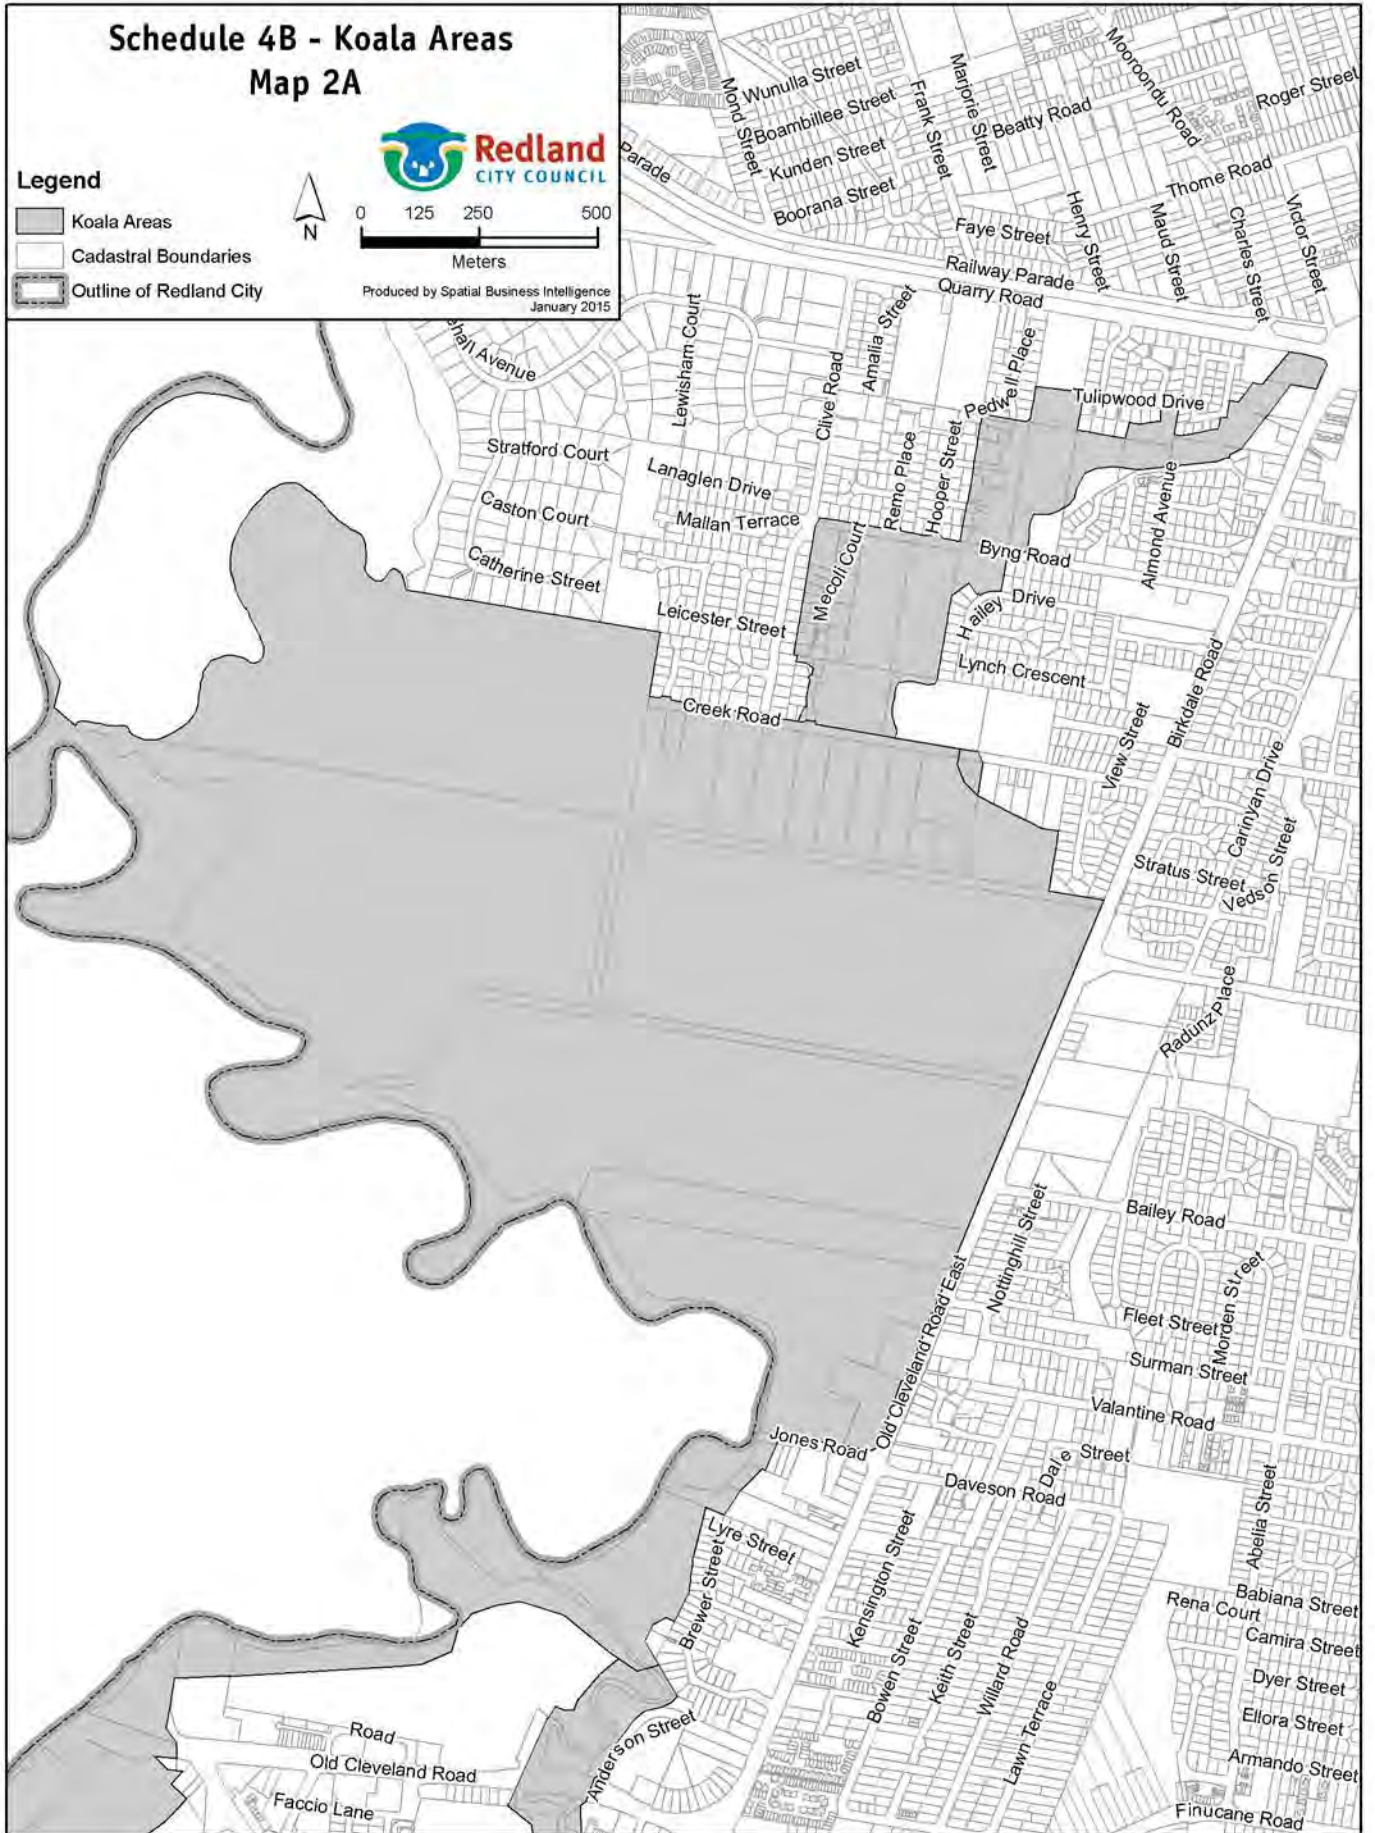 Schedule 4B - Koala Areas
Map 2A
Redland
CITY COUNCIL
Legend
Koala Areas
Cadastral Boundaries
Outline of Redland City
N
0 125 250 500
Meters
Produced by Spatial Business Intelligence
January 2015
Parade
Mond Street
Wunulla Street
Boambillee Street
Kunden Street
Boorana Street
Frank Street
Marjorie Street
Beatty Road
Mooroondu Road
Roger Street
Thorne Road
Henry Street
Maud Street
Charles Street
Victor Street
Faye Street
Railway Parade
Quarry Road
ehall Avenue
Lewisham Court
Clive Road
Amalia Street
Pedwell Place
Tulipwood Drive
Stratford Court
Lanaglen Drive
Remo Place
Hooper Street
Caston Court
Mallan Terrace
Almond Avenue
Byng Road
Catherine Street
Mecoli Court
Leicester Street
Hailey Drive
Lynch Crescent
Creek Road
Birkdale Road
View Street
Carinyan Drive
Stratus Street
Vedson Street
Radunz Place
Nottinghill Street
Bailey Road
Old Cleveland Road East
Fleet Street
Morden Street
Surman Street
Valantine Road
Jones Road
Dale Street
Daveson Road
Abelia Street
Lyre Street
Brewer Street
Kensington Street
Bowen Street
Keith Street
Willard Road
Lawn Terrace
Babiana Street
Rena Court
Camira Street
Dyer Street
Ellora Street
Armando Street
Finucane Road
Anderson Street
Road
Old Cleveland Road
Faccio Lane